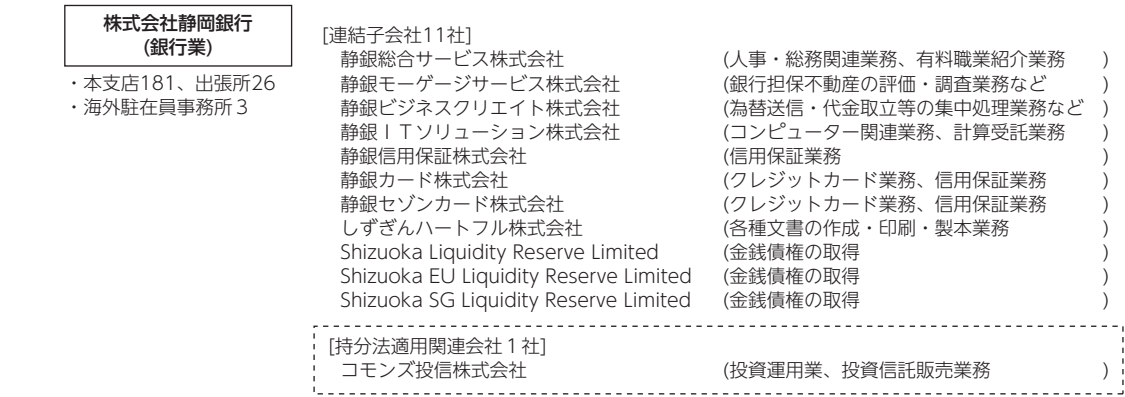 株式会社静岡銀行
(銀行業)
・本支店181、出張所26
・海外駐在員事務所3
[連結子会社11社]
静銀総合サービス株式会社 (人事・総務関連業務、有料職業紹介業務 )
静銀モーゲージサービス株式会社 (銀行担保不動産の評価・調査業務など )
静銀ビジネスクリエイト株式会社 (為替送信・代金取立等の集中処理業務など )
静銀ＩＴソリューション株式会社 (コンピューター関連業務、計算受託業務 )
静銀信用保証株式会社 (信用保証業務 )
静銀カード株式会社 (クレジットカード業務、信用保証業務 )
静銀セゾンカード株式会社 (クレジットカード業務、信用保証業務 )
しずぎんハートフル株式会社 (各種文書の作成・印刷・製本業務 )
Shizuoka Liquidity Reserve Limited (金銭債権の取得 )
Shizuoka EU Liquidity Reserve Limited (金銭債権の取得 )
Shizuoka SG Liquidity Reserve Limited (金銭債権の取得 )
[持分法適用関連会社１社]
コモンズ投信株式会社 (投資運用業、投資信託販売業務 )